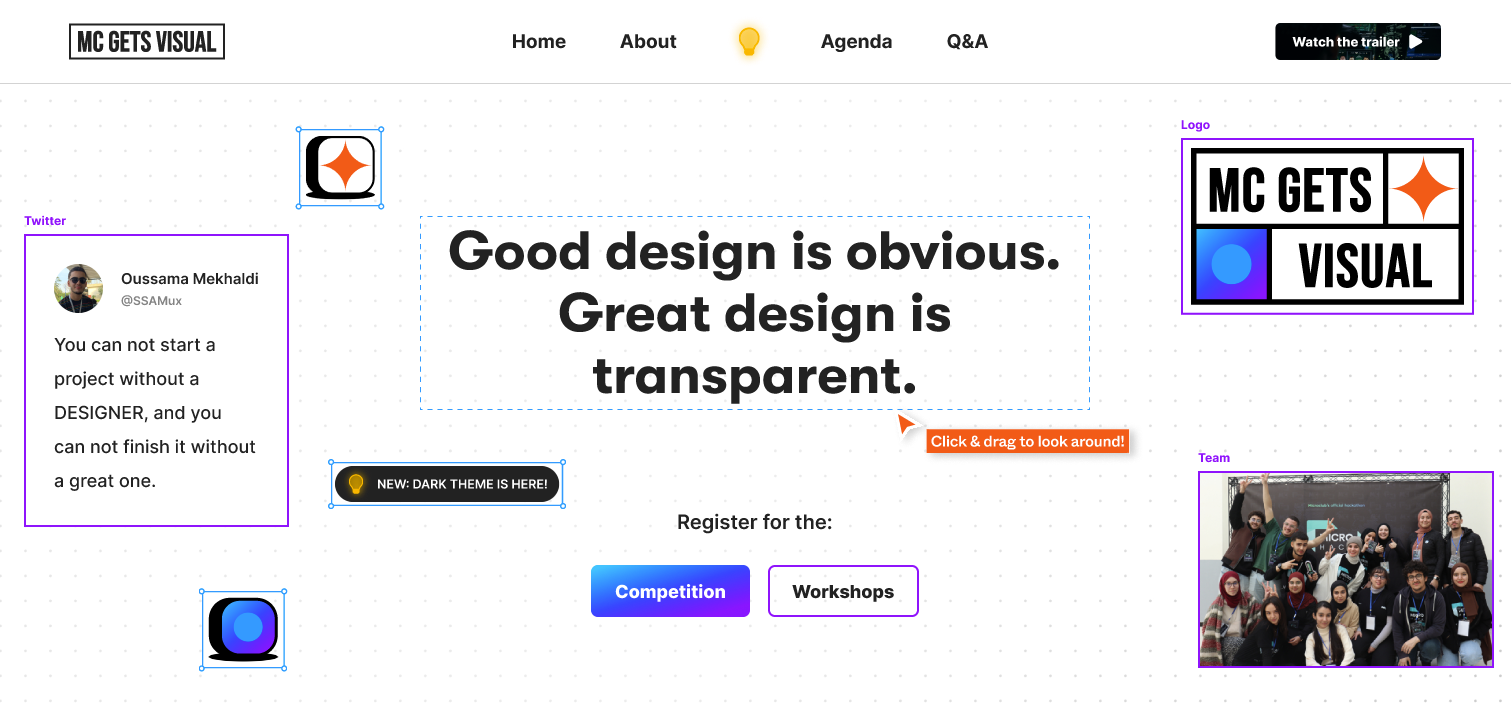 MC GETS VISUAL
Home
About
Agenda
Q&A
Watch the trailer
Logo
MC GETS
VISUAL
Twitter
Oussama Mekhaldi
@SSAMux
You can not start a
project without a
DESIGNER, and you
can not finish it without
a great one.
Good design is obvious.
Great design is
transparent.
Click & drag to look around!
NEW: DARK THEME IS HERE!
Register for the:
Competition
Workshops
Team
MICRO